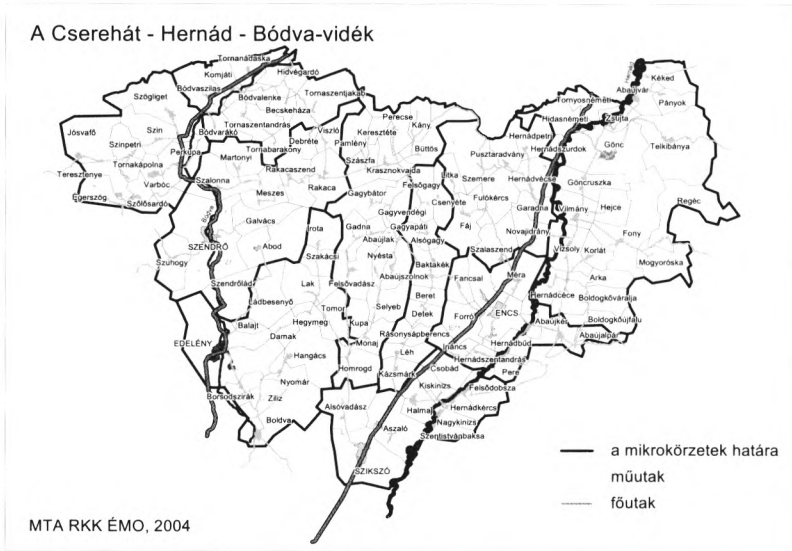 A Cserehát - Hernád - Bódva-vidék
Tornanádaska
Komjáti
Hidvégardó
Bódvaszilas
Bódvalenke
Tornaszentjakab
Szögliget
Becskeháza
Tornaszentandrás
Jósvafő
Szin
Bódvarákó
Viszló
Debréte
Szinpetri
Perkupa
Tornabarakony
Martonyi
Tornakápolna
Rakacaszend
Teresztenye
Varbóc
Szalonna
Égerszög
Szőlősardó
Meszes
Rakaca
Perecse
Kány
Keresztéte
Pamlény
Büttös
Szászfa
Krasznokvajda
Felsőgagy
Gagybátor
Csenyéte
Gagyvendégi
Gagyapáti
Gadna
Abaújlak
Alsógagy
Nyésta
Baktakék
Abaújszolnok
Felsővadász
Beret
Selyeb
Detek
Rásonysápberencs
Kupa
Monaj
Léh
Homrogd
Kázsmárk
Bódva
Galvács
SZENDRŐ
Abod
Irota
Szakácsi
Szuhogy
Szendrőlád
Lak
Ládbesenyő
Tomor
Balajt
Hegymeg
Damak
EDELÉNY
Hangács
Nyomár
Borsodszirák
Ziliz
Boldva
Hernád
Kéked
Abaújvár
Pányok
Tornyosnémeti
Zsujta
Hidasnémeti
Hernádpetri
Gönc
Telkibánya
Hernádszurdok
Pusztaradvány
Litka
Szemere
Hernádvécse
Göncruszka
Fulókércs
Regéc
Garadna
Vilmány
Hejce
Fáj
Novajidrány
Fony
Szalaszend
Vizsoly
Korlát
Mogyoróska
Fancsal
Méra
Arka
Hernádcéce
Boldogkőváralja
Forró
ENCS
Abaújkér
Boldogkőújfalu
Abaújalpár
Ináncs
Hernádbűd
Hernádszentandrás
Pere
Csobád
Felsődobsza
Kiskinizs
Alsóvadász
Halmaj
Hernádkércs
Nagykinizs
Aszaló
Szentistvánbaksa
SZIKSZÓ
a mikrokörzetek határa
műutak
főutak
MTA RKK ÉMO, 2004